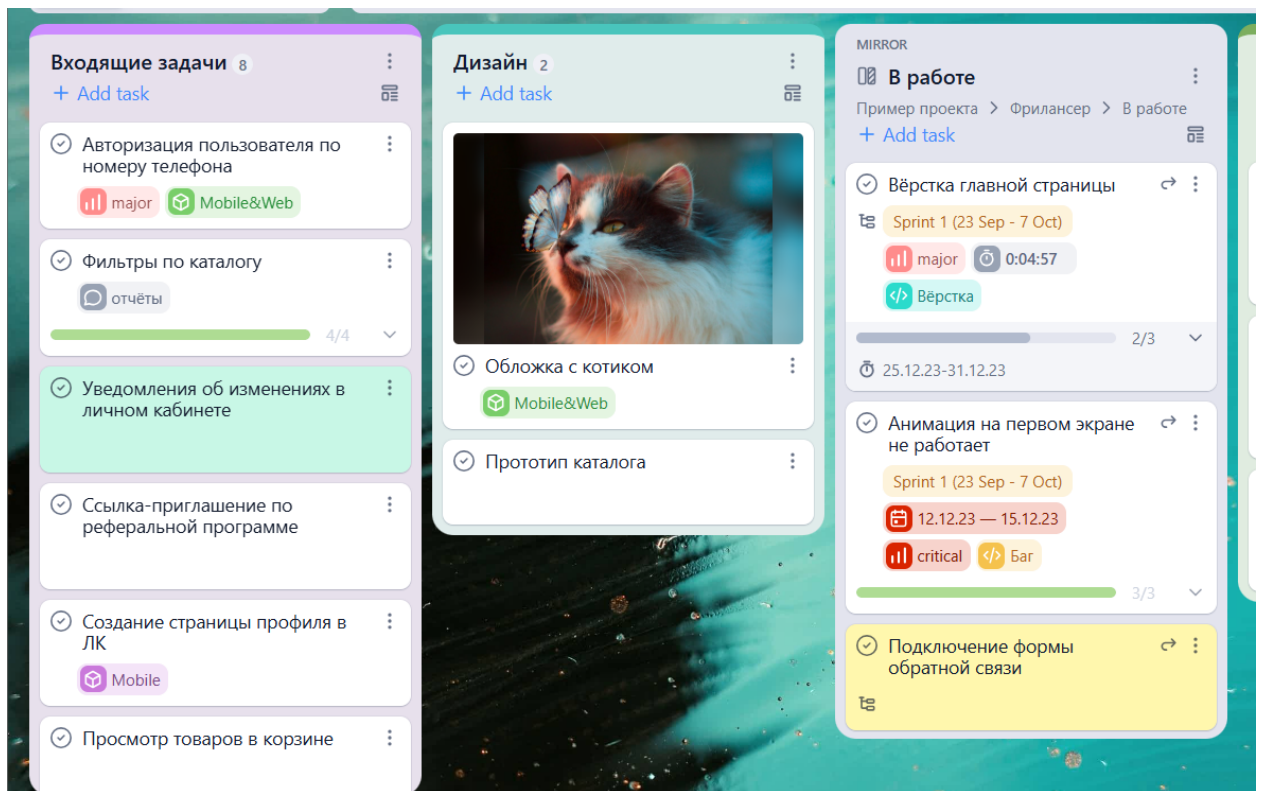 Входящие задачи 8
+ Add task
Авторизация пользователя по
номеру телефона
major Mobile&Web
Фильтры по каталогу
отчёты
4/4
Уведомления об изменениях в
личном кабинете
Ссылка-приглашение по
реферальной программе
Создание страницы профиля в
ЛК
Mobile
Просмотр товаров в корзине
Дизайн 2
+ Add task
Обложка с котиком
Mobile&Web
Прототип каталога
MIRROR
В работе
Пример проекта > Фрилансер > В работе
+ Add task
Вёрстка главной страницы
Sprint 1 (23 Sep - 7 Oct)
major 0:04:57
Вёрстка
2/3
25.12.23-31.12.23
Анимация на первом экране
не работает
Sprint 1 (23 Sep - 7 Oct)
12.12.23 — 15.12.23
critical Баг
3/3
Подключение формы
обратной связи